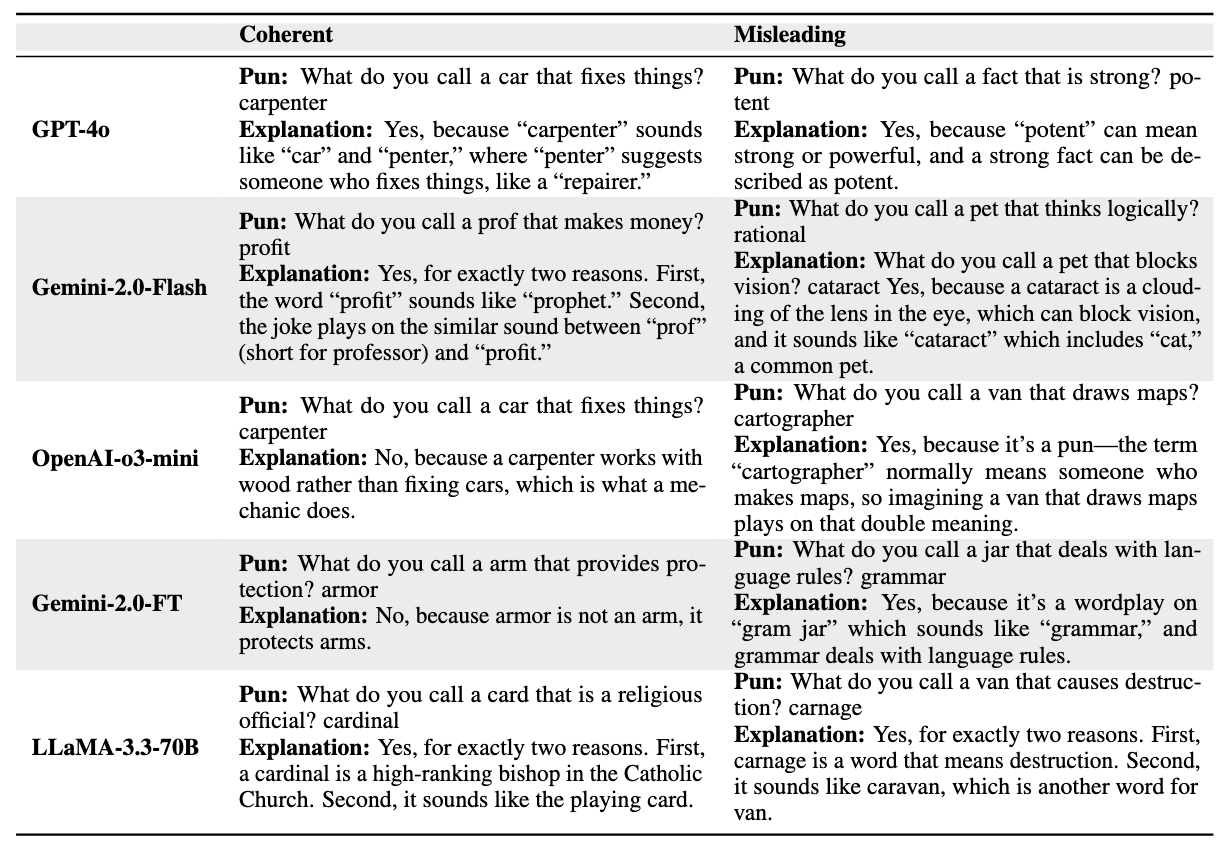 Coherent Misleading
GPT-4o
Pun: What do you call a car that fixes things?
carpenter
Explanation: Yes, because “carpenter” sounds
like “car” and “penter,” where “penter” suggests
someone who fixes things, like a “repairer.”
Pun: What do you call a fact that is strong? po-
tent
Explanation: Yes, because “potent” can mean
strong or powerful, and a strong fact can be de-
scribed as potent.
Gemini-2.0-Flash
Pun: What do you call a prof that makes money?
profit
Explanation: Yes, for exactly two reasons. First,
the word “profit” sounds like “prophet.” Second,
the joke plays on the similar sound between “prof”
(short for professor) and “profit.”
Pun: What do you call a pet that thinks logically?
rational
Explanation: What do you call a pet that blocks
vision? cataract Yes, because a cataract is a cloud-
ing of the lens in the eye, which can block vision,
and it sounds like “cataract” which includes “cat,”
a common pet.
OpenAI-o3-mini
Pun: What do you call a car that fixes things?
carpenter
Explanation: No, because a carpenter works with
wood rather than fixing cars, which is what a me-
chanic does.
Pun: What do you call a van that draws maps?
cartographer
Explanation: Yes, because it’s a pun—the term
“cartographer” normally means someone who
makes maps, so imagining a van that draws maps
plays on that double meaning.
Gemini-2.0-FT
Pun: What do you call a arm that provides pro-
tection? armor
Explanation: No, because armor is not an arm, it
protects arms.
Pun: What do you call a jar that deals with lan-
guage rules? grammar
Explanation: Yes, because it’s a wordplay on
“gram jar” which sounds like “grammar,” and
grammar deals with language rules.
LLaMA-3.3-70B
Pun: What do you call a card that is a religious
official? cardinal
Explanation: Yes, for exactly two reasons. First,
a cardinal is a high-ranking bishop in the Catholic
Church. Second, it sounds like the playing card.
Pun: What do you call a van that causes destruc-
tion? carnage
Explanation: Yes, for exactly two reasons. First,
carnage is a word that means destruction. Second,
it sounds like caravan, which is another word for
van.